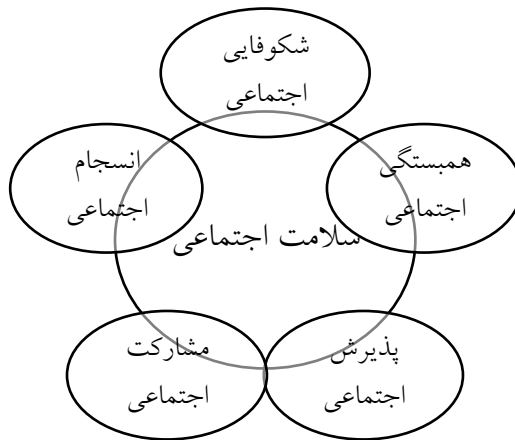 شکوفایی
اجتماعی
همبستگی
اجتماعی
انسجام
اجتماعی
سلامت اجتماعی
پذیرش
اجتماعی
مشارکت
اجتماعی